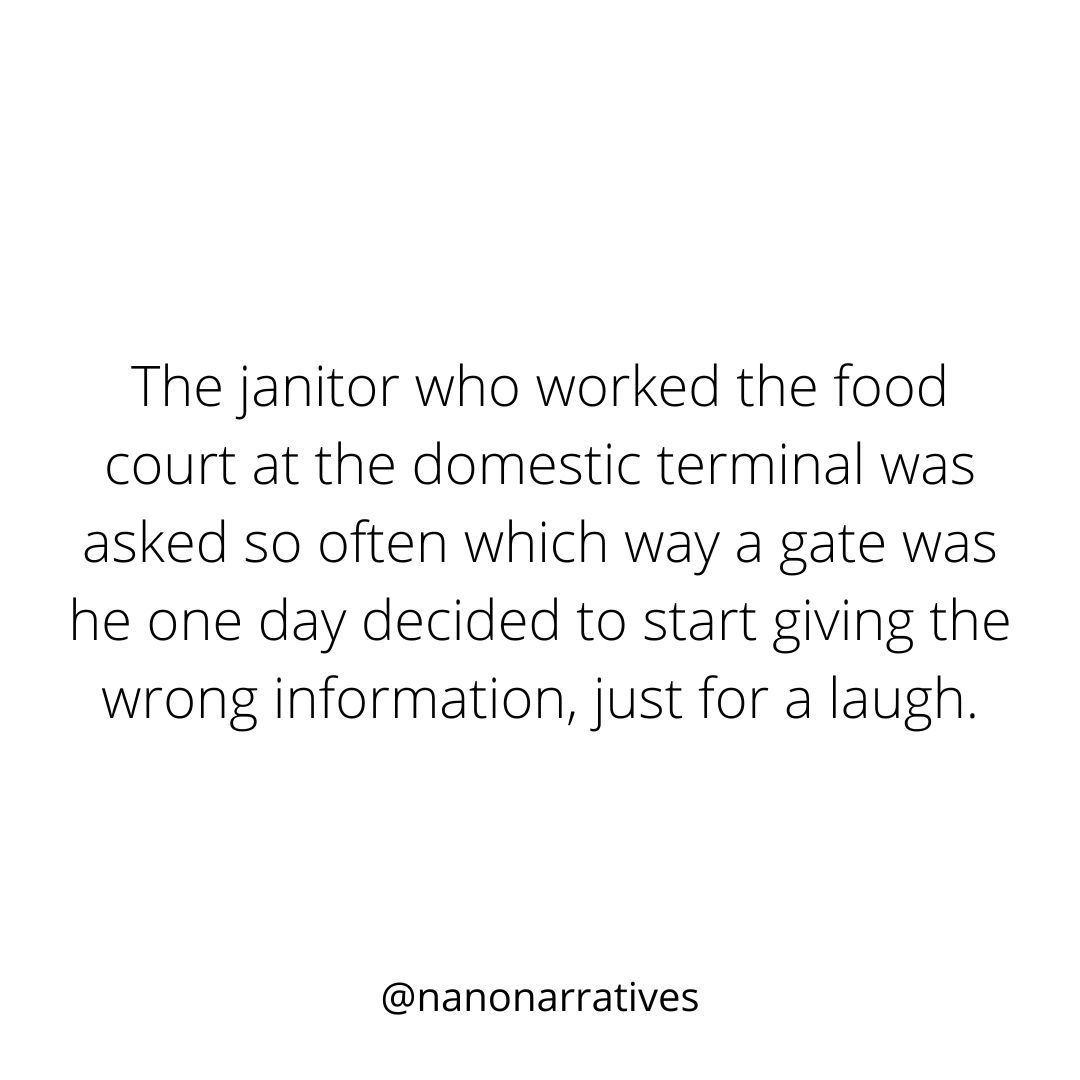 The janitor who worked the food
court at the domestic terminal was
asked so often which way a gate was
he one day decided to start giving the
wrong information, just for a laugh.
@nanonarratives